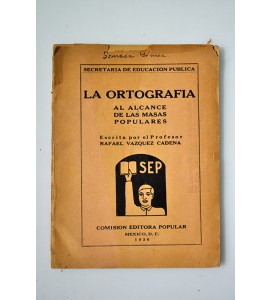 SECRETARIA DE EDUCACION PUBLICA
LA ORTOGRAFIA
AL ALCANCE
DE LAS MASAS
POPULARES
Escrita por el Profesor
RAFAEL VAZQUEZ CADENA
SEP
COMISION EDITORA POPULAR
MEXICO, D. F.
1936